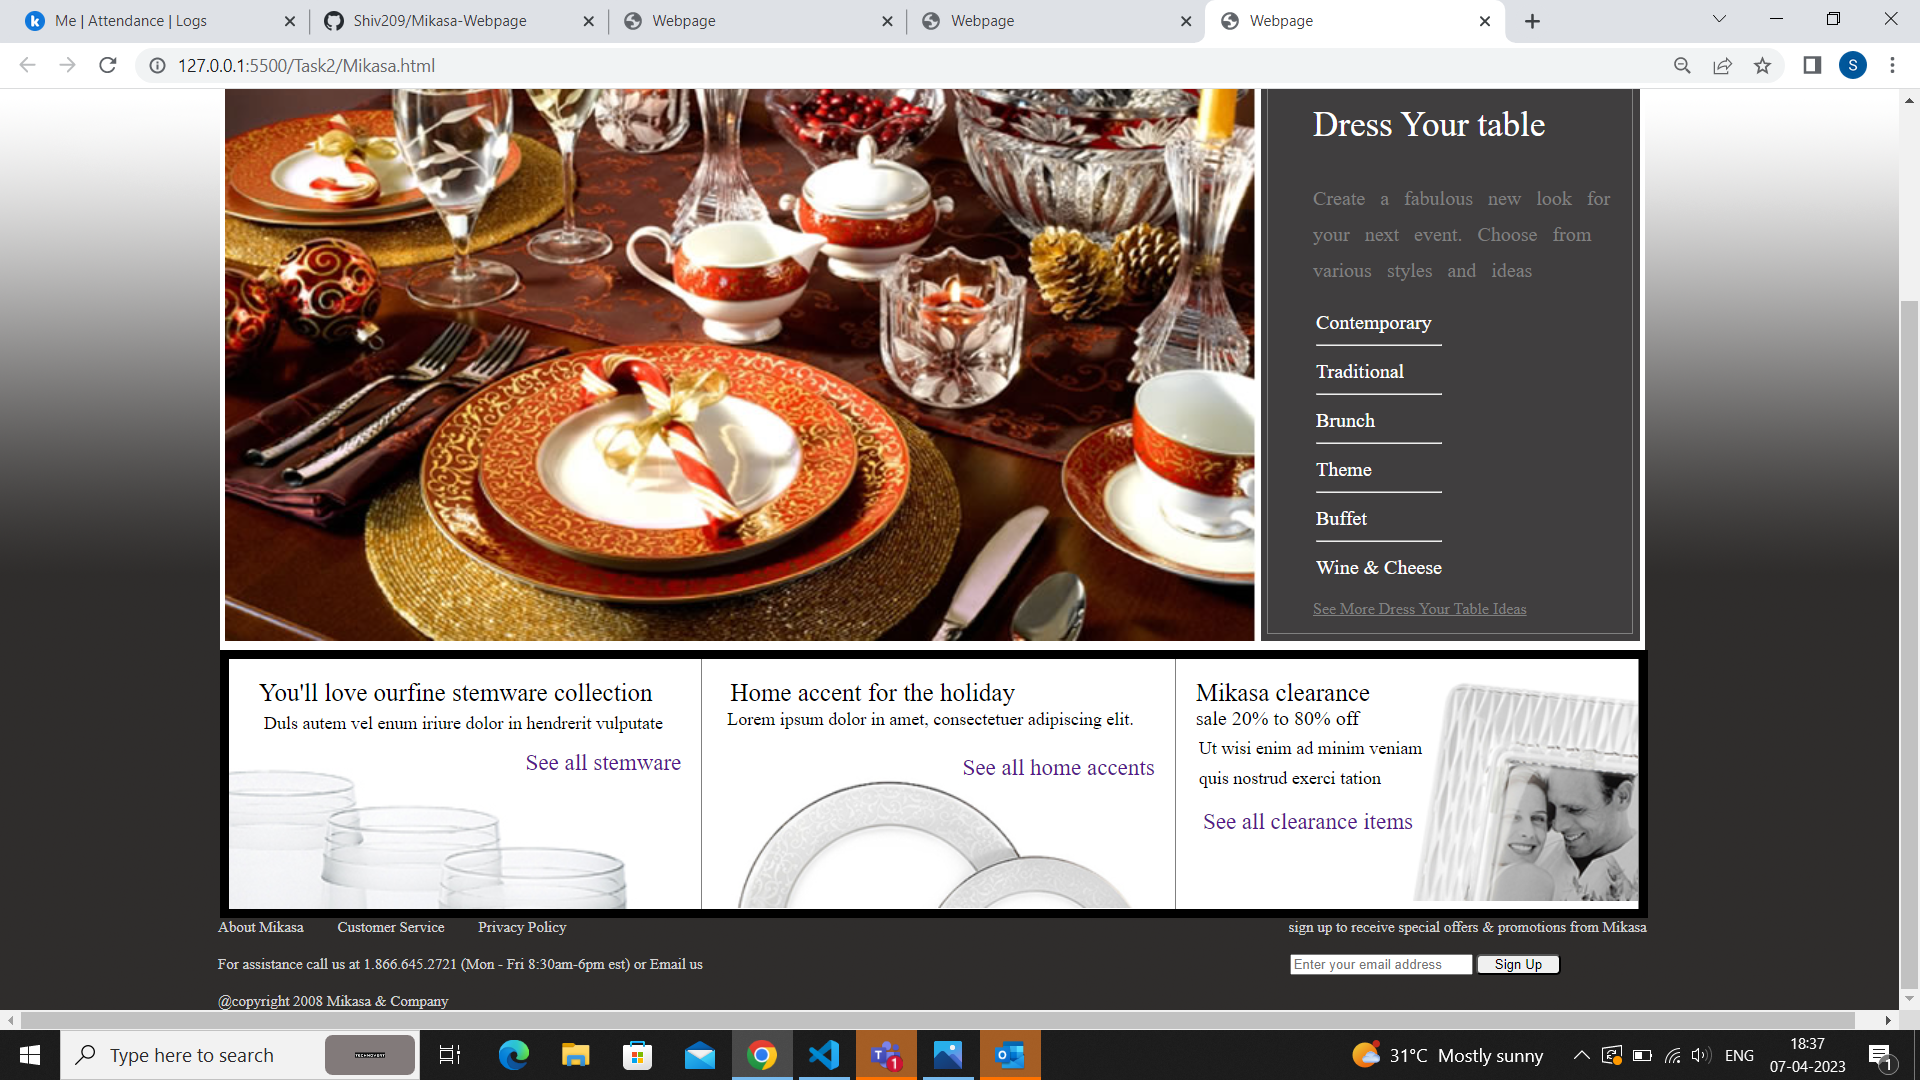 Me | Attendance | Logs
Shiv209/Mikasa-Webpage
Webpage
Webpage
Webpage
127.0.0.1:5500/Task2/Mikasa.html
S
Dress Your table
Create a fabulous new look for
your next event. Choose from
various styles and ideas
Contemporary
Traditional
Brunch
Theme
Buffet
Wine & Cheese
See More Dress Your Table Ideas
You'll love ourfine stemware collection
Duls autem vel enum iriure dolor in hendrerit vulputate
See all stemware
Home accent for the holiday
Lorem ipsum dolor in amet, consectetuer adipiscing elit.
See all home accents
Mikasa clearance
sale 20% to 80% off
Ut wisi enim ad minim veniam
quis nostrud exerci tation
See all clearance items
About Mikasa Customer Service Privacy Policy
sign up to receive special offers & promotions from Mikasa
For assistance call us at 1.866.645.2721 (Mon - Fri 8:30am-6pm est) or Email us
Enter your email address
Sign Up
@copyright 2008 Mikasa & Company
Type here to search
TECHNOVERT
1
31°C Mostly sunny
ENG
18:37
07-04-2023
1